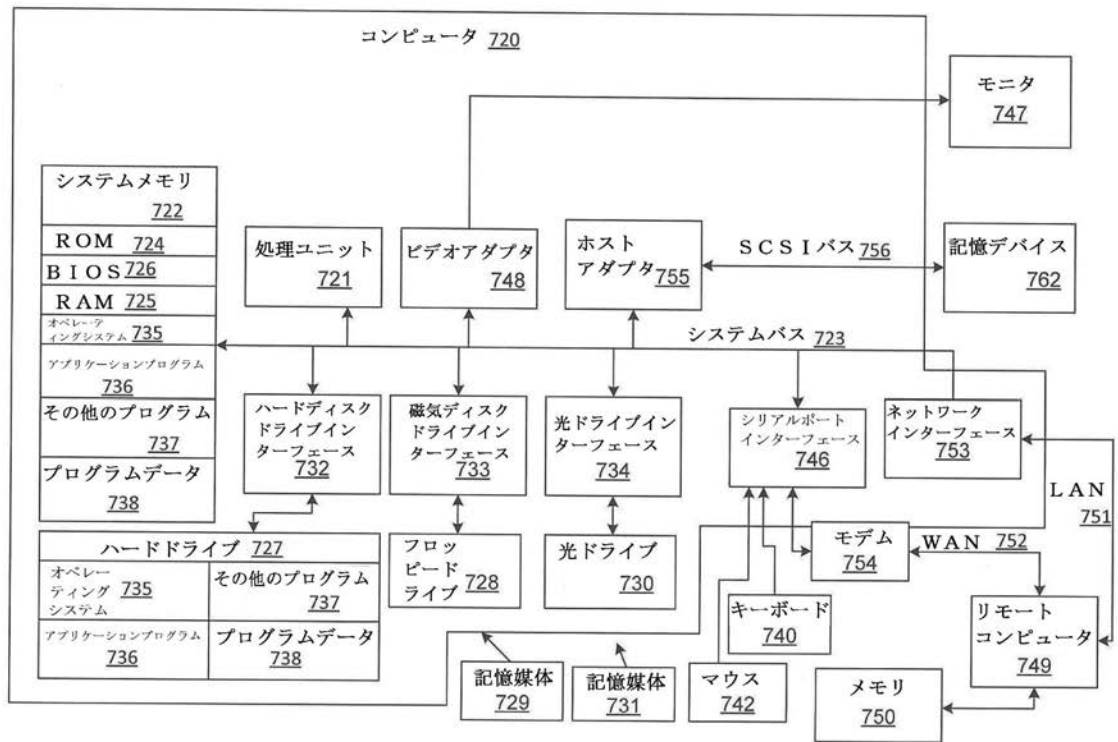 コンピュータ 720
モニタ
747
システムメモリ
722
ROM 724
BIOS 726
RAM 725
オペレーテ
ィングシステム 735
アプリケーションプログラム
736
その他のプログラム
737
プログラムデータ
738
処理ユニット
721
ビデオアダプタ
748
ホスト
アダプタ 755
SCSIバス 756
記憶デバイス
762
システムバス 723
ハードディスク
ドライブイン
ターフェース
732
磁気ディスク
ドライブイン
ターフェース
733
光ドライブイン
ターフェース
734
シリアルポート
インターフェース
746
ネットワーク
インターフェース
753
LAN
751
ハードドライブ 727
オペレー
ティング
システム
735
その他のプログラム
737
アプリケーションプログラム
736
プログラムデータ
738
フロッ
ピードラ
イブ
728
光ドライブ
730
モデム
754
WAN 752
キーボード
740
リモート
コンピュータ
749
記憶媒体
729
記憶媒体
731
マウス
742
メモリ
750